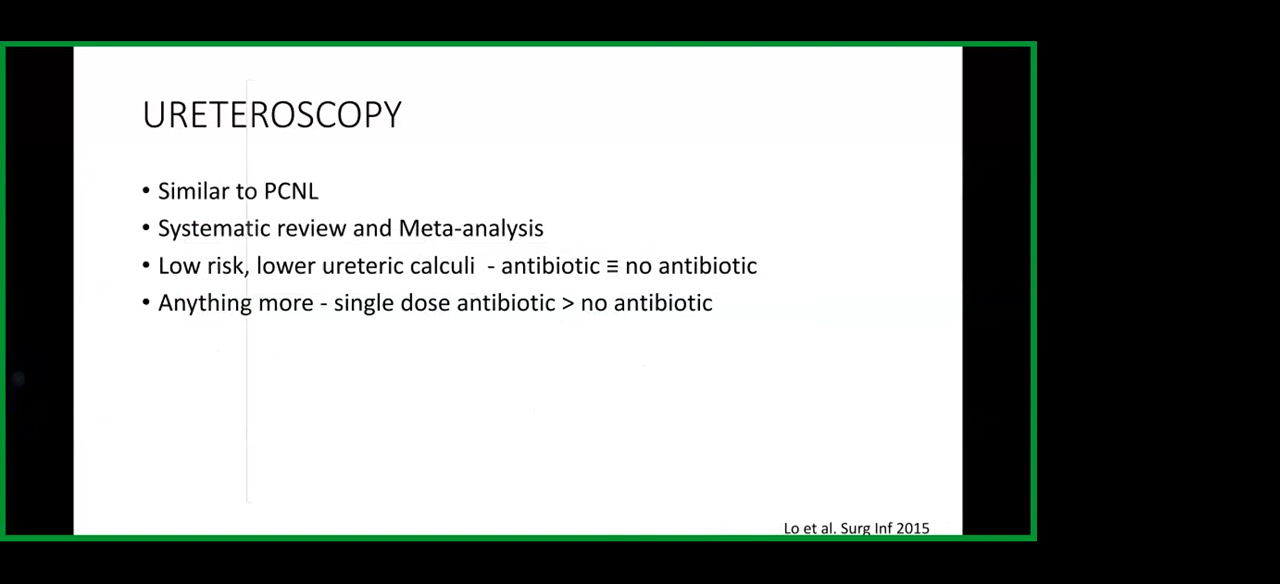 URETEROSCOPY
• Similar to PCNL
• Systematic review and Meta-analysis
• Low risk, lower ureteric calculi - antibiotic ≡ no antibiotic
• Anything more - single dose antibiotic > no antibiotic
Lo et al. Surg Inf 2015